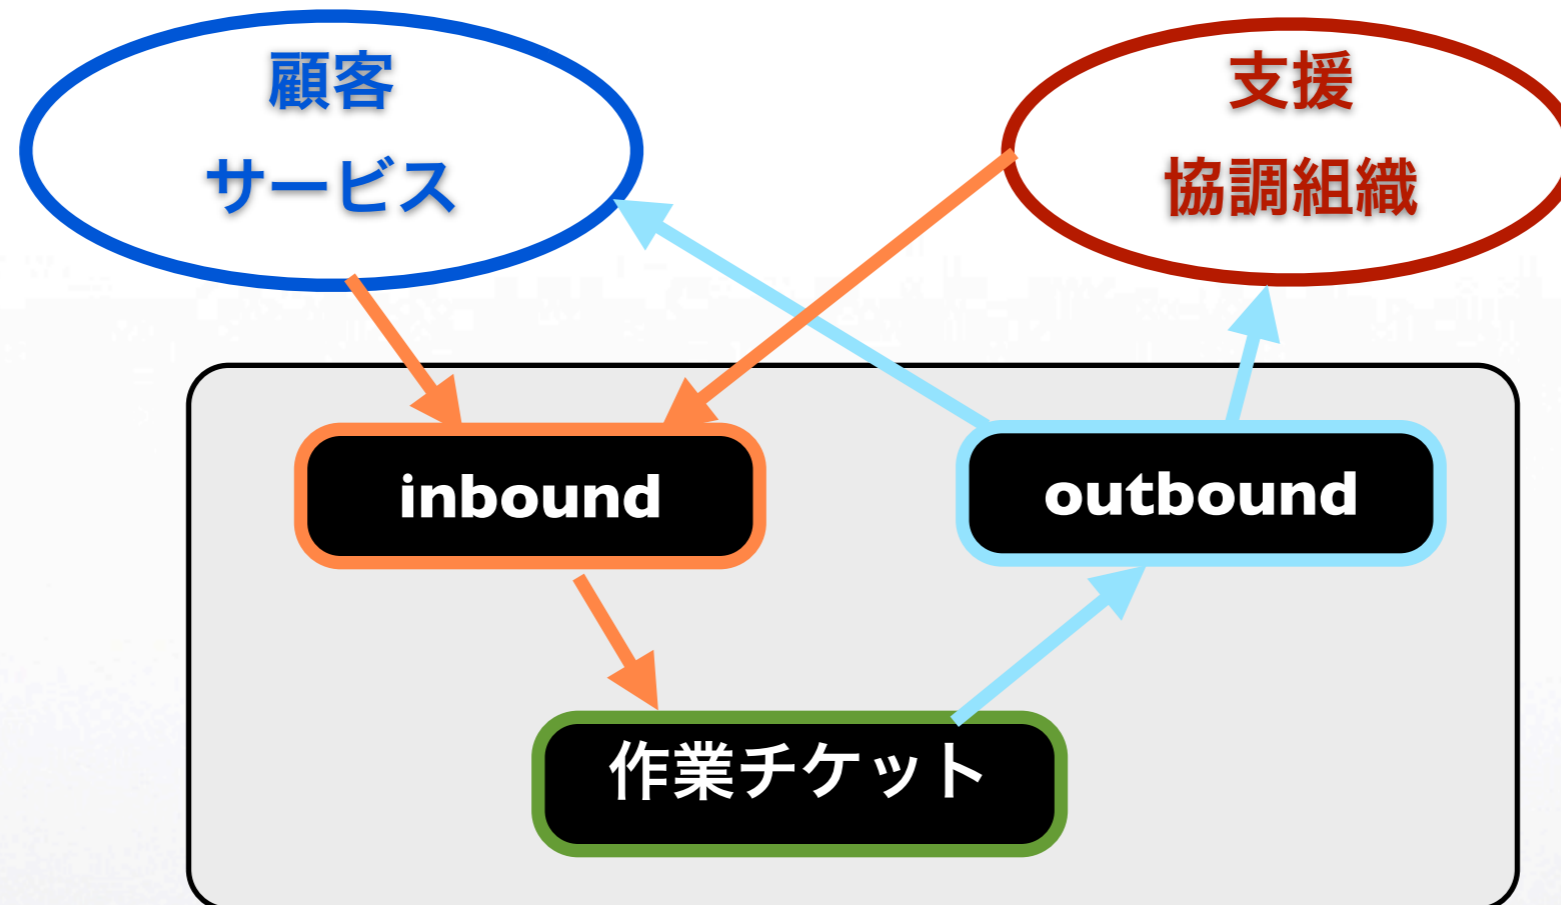 顧客
サービス
支援
協調組織
inbound
outbound
作業チケット